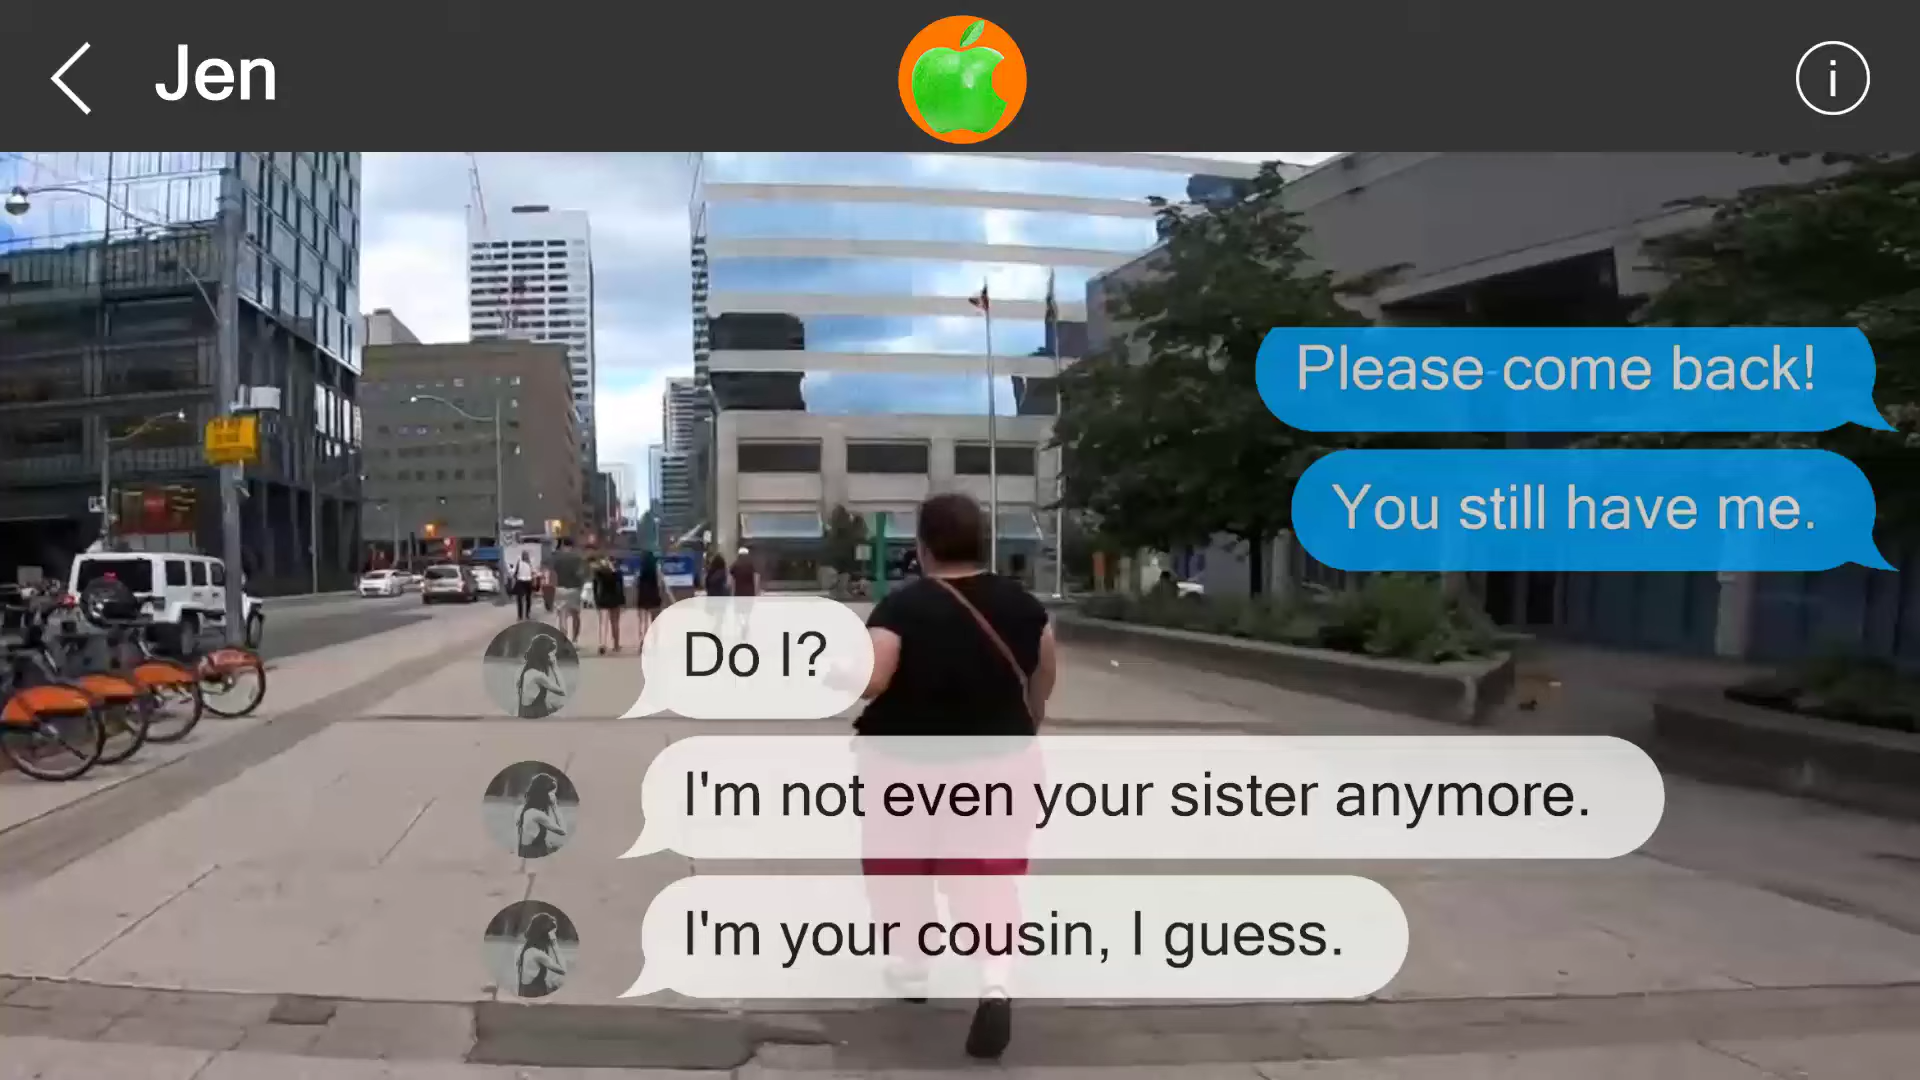 Jen
i
Please come back!
You still have me.
Do I?
I'm not even your sister anymore.
I'm your cousin, I guess.